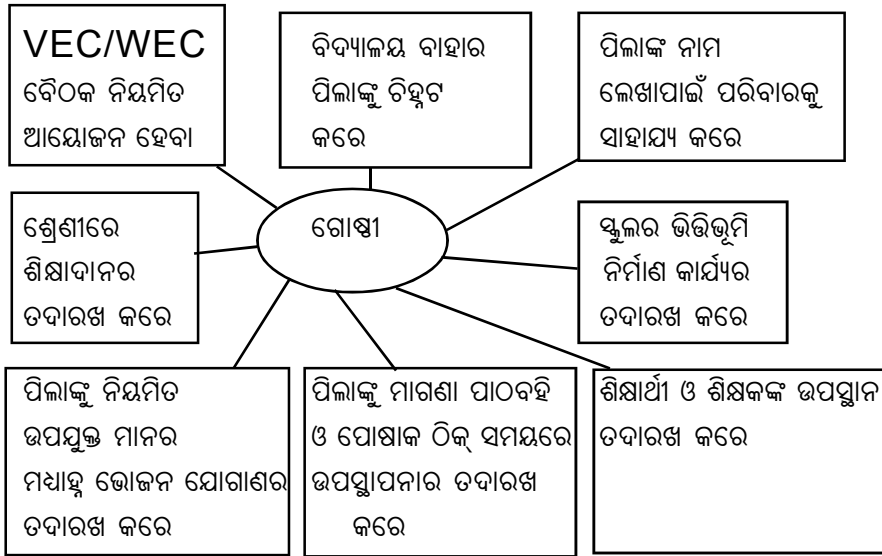 VEC/WEC
ବୈଠକ ନିୟମିତ
ଆୟୋଜନ ହେବା
ବିଦ୍ୟାଳୟ ବାହାର
ପିଲାଙ୍କୁ ଚିହ୍ନଟ
କରେ
ପିଲାଙ୍କ ନାମ
ଲେଖାପାଇଁ ପରିବାରକୁ
ସାହାଯ୍ୟ କରେ
ଶ୍ରେଣୀରେ
ଶିକ୍ଷାଦାନର
ତଦାରଖ କରେ
ଗୋଷ୍ଠୀ
ସ୍କୁଲର ଭିତ୍ତିଭୂମି
ନିର୍ମାଣ କାର୍ଯ୍ୟର
ତଦାରଖ କରେ
ପିଲାଙ୍କୁ ନିୟମିତ
ଉପଯୁକ୍ତ ମାନର
ମଧ୍ୟାହ୍ନ ଭୋଜନ ଯୋଗାଣର
ତଦାରଖ କରେ
ପିଲାଙ୍କୁ ମାଗଣା ପାଠବହି
ଓ ପୋଷାକ ଠିକ୍ ସମୟରେ
ଉପସ୍ଥାପନାର ତଦାରଖ
କରେ
ଶିକ୍ଷାର୍ଥୀ ଓ ଶିକ୍ଷକଙ୍କ ଉପସ୍ଥାନ
ତଦାରଖ କରେ